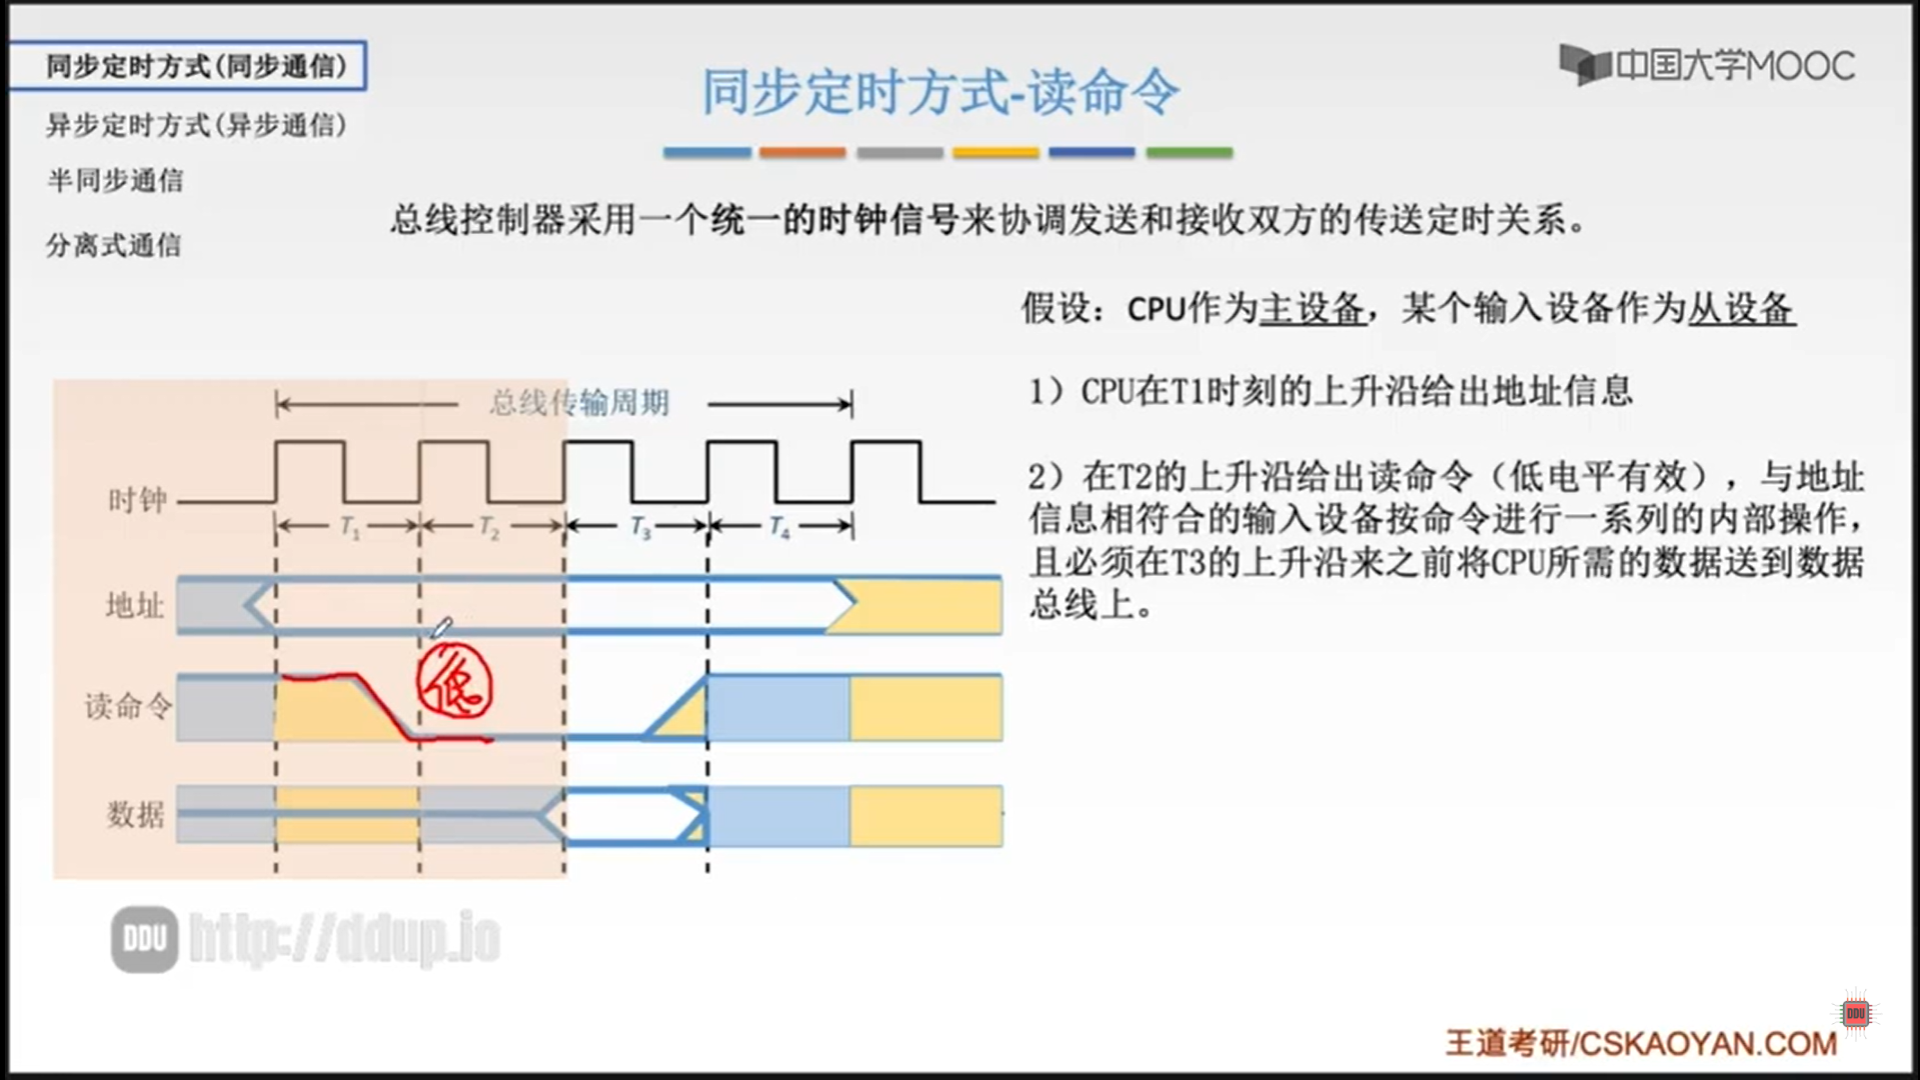 同步定时方式(同步通信)
异步定时方式(异步通信)
半同步通信
分离式通信
同步定时方式-读命令
中国大学MOOC
总线控制器采用一个统一的时钟信号来协调发送和接收双方的传送定时关系。
假设：CPU作为主设备，某个输入设备作为从设备
1）CPU在T1时刻的上升沿给出地址信息
2）在T2的上升沿给出读命令（低电平有效），与地址
信息相符合的输入设备按命令进行一系列的内部操作，
且必须在T3的上升沿来之前将CPU所需的数据送到数据
总线上。
总线传输周期
时钟
T1 T2 T3 T4
地址
低
读命令
数据
DDU http://ddup.io
DDU
王道考研/CSKAOYAN.COM